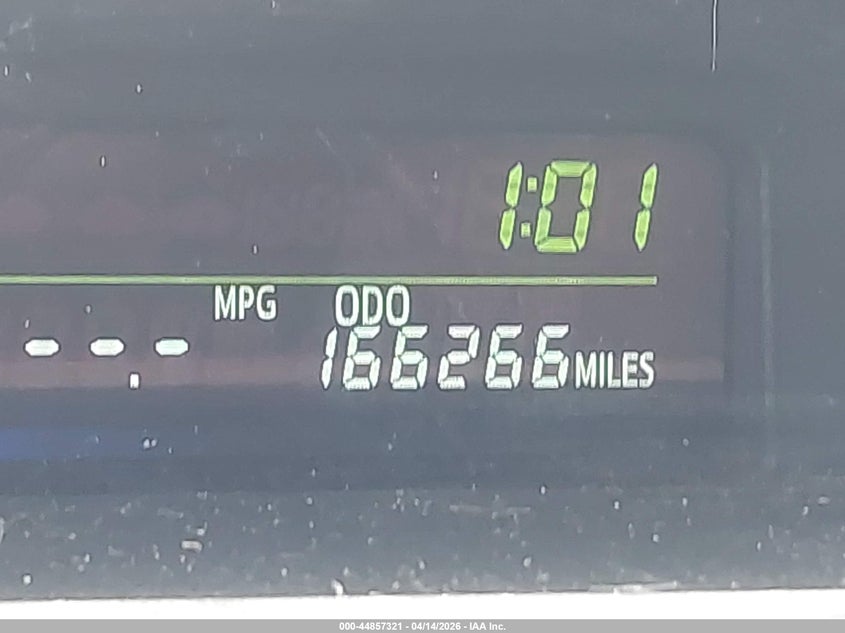 1:01
MPG ODO
--.- 166266 MILES
000-44857321 - 04/14/2026 - IAA Inc.